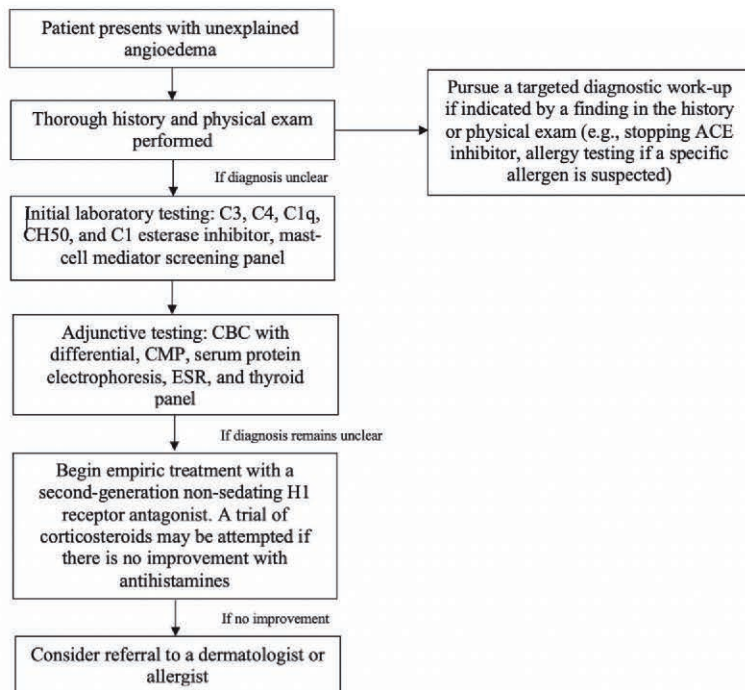 Patient presents with unexplained
angioedema
Thorough history and physical exam
performed
Pursue a targeted diagnostic work-up
if indicated by a finding in the history
or physical exam (e.g., stopping ACE
inhibitor, allergy testing if a specific
allergen is suspected)
If diagnosis unclear
Initial laboratory testing: C3, C4, C1q,
CH50, and C1 esterase inhibitor, mast-
cell mediator screening panel
Adjunctive testing: CBC with
differential, CMP, serum protein
electrophoresis, ESR, and thyroid
panel
If diagnosis remains unclear
Begin empiric treatment with a
second-generation non-sedating H1
receptor antagonist. A trial of
corticosteroids may be attempted if
there is no improvement with
antihistamines
If no improvement
Consider referral to a dermatologist or
allergist